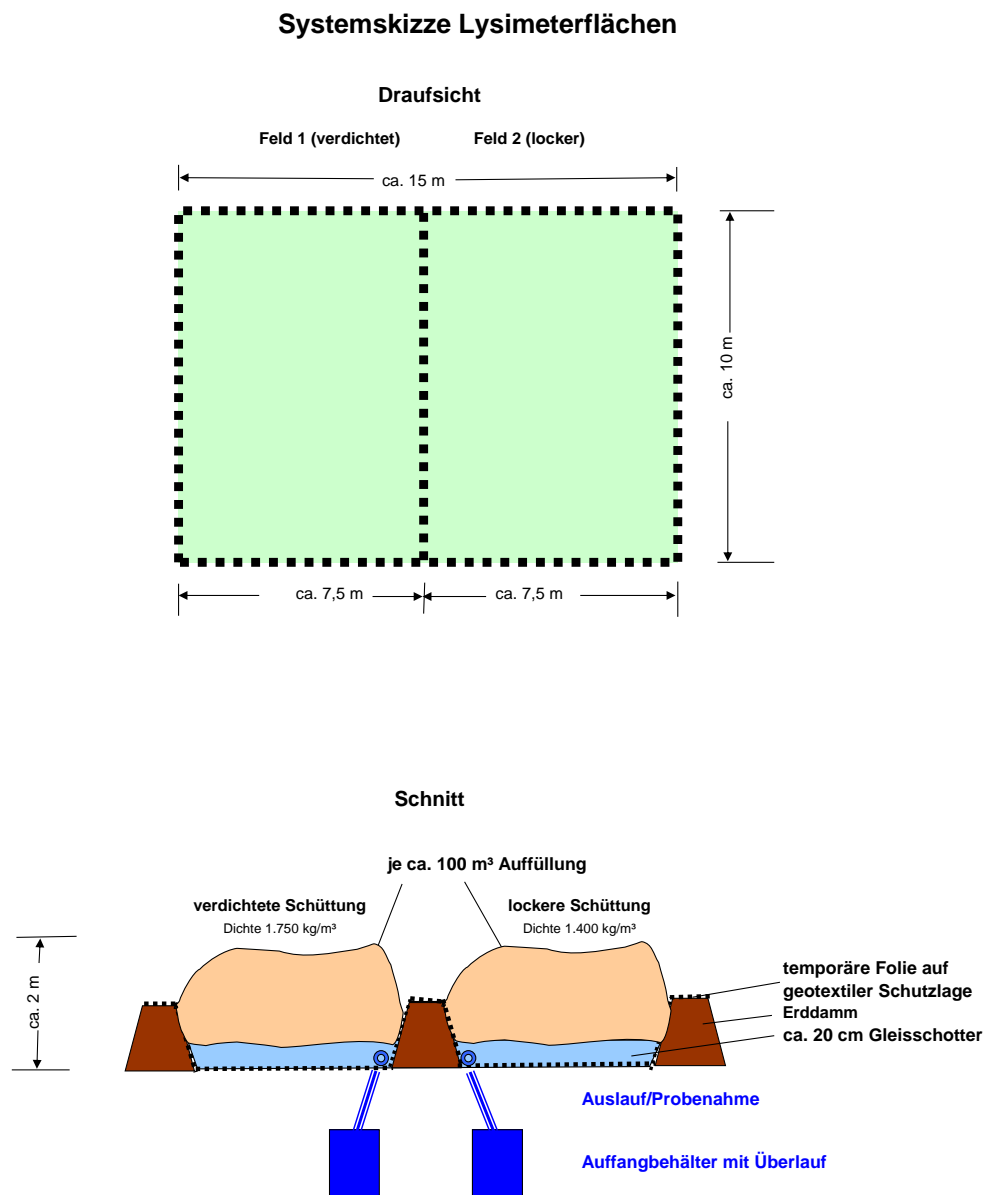 Systemskizze Lysimeterflächen
Draufsicht
Feld 1 (verdichtet)
Feld 2 (locker)
ca. 15 m
ca. 10 m
ca. 7,5 m
ca. 7,5 m
Schnitt
je ca. 100 m³ Auffüllung
verdichtete Schüttung
Dichte 1.750 kg/m³
lockere Schüttung
Dichte 1.400 kg/m³
ca. 2 m
temporäre Folie auf
geotextiler Schutzlage
Erddamm
ca. 20 cm Gleisschotter
Auslauf/Probenahme
Auffangbehälter mit Überlauf